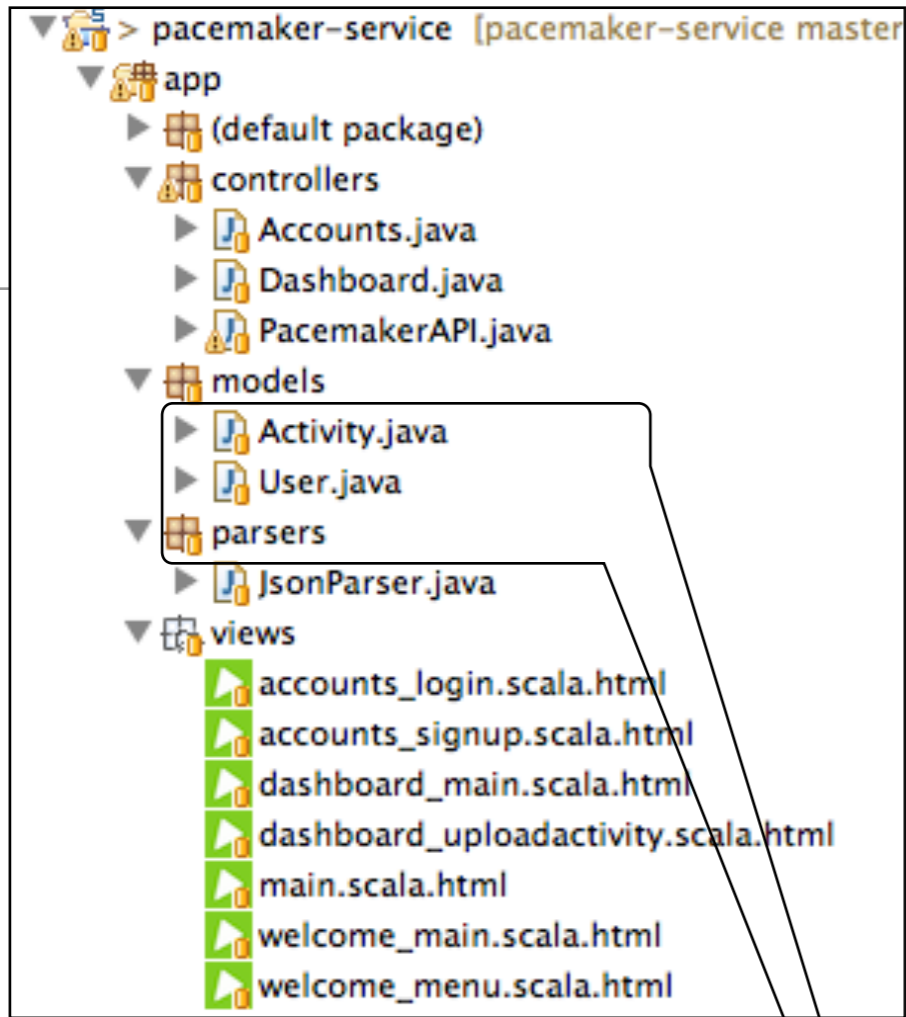 > pacemaker-service [pacemaker-service master
app
(default package)
controllers
Accounts.java
Dashboard.java
PacemakerAPI.java
models
Activity.java
User.java
parsers
JsonParser.java
views
accounts_login.scala.html
accounts_signup.scala.html
dashboard_main.scala.html
dashboard_uploadactivity.scala.html
main.scala.html
welcome_main.scala.html
welcome_menu.scala.html